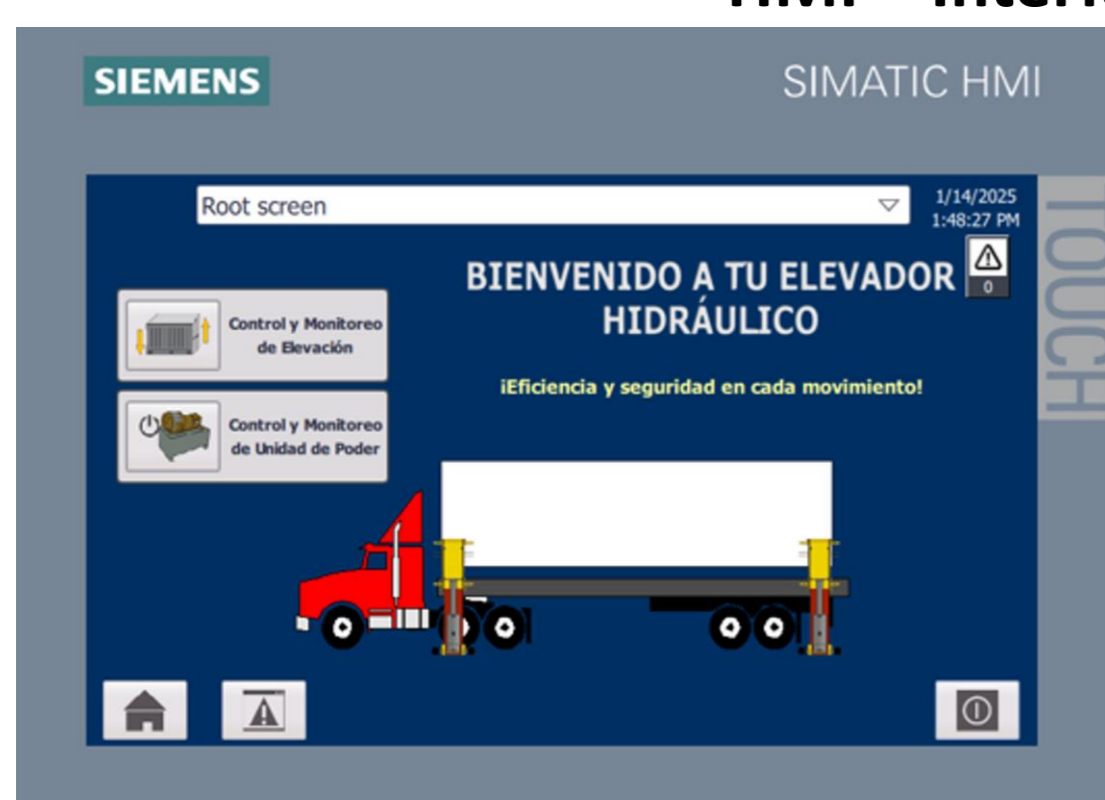 SIEMENS
SIMATIC HMI
TOUCH
Root screen
1/14/2025
1:48:27 PM
0
BIENVENIDO A TU ELEVADOR
HIDRÁULICO
¡Eficiencia y seguridad en cada movimiento!
Control y Monitoreo
de Elevación
Control y Monitoreo
de Unidad de Poder